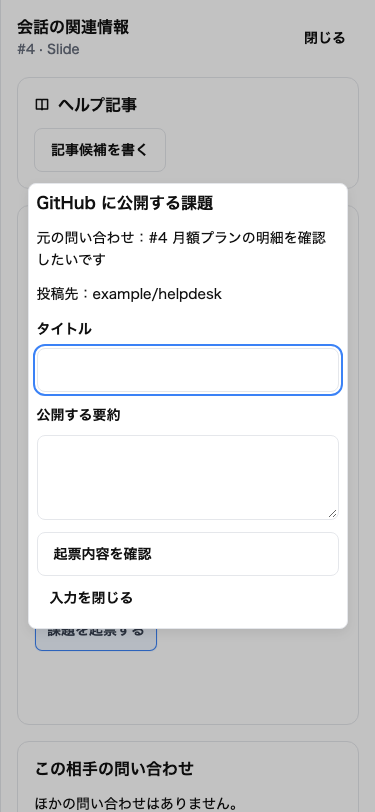 会話の関連情報
#4 · Slide
閉じる
ヘルプ記事
記事候補を書く
GitHub に公開する課題
元の問い合わせ：#4 月額プランの明細を確認
したいです
投稿先：example/helpdesk
タイトル
公開する要約
起票内容を確認
入力を閉じる
課題を起票する
この相手の問い合わせ
ほかの問い合わせはありません。